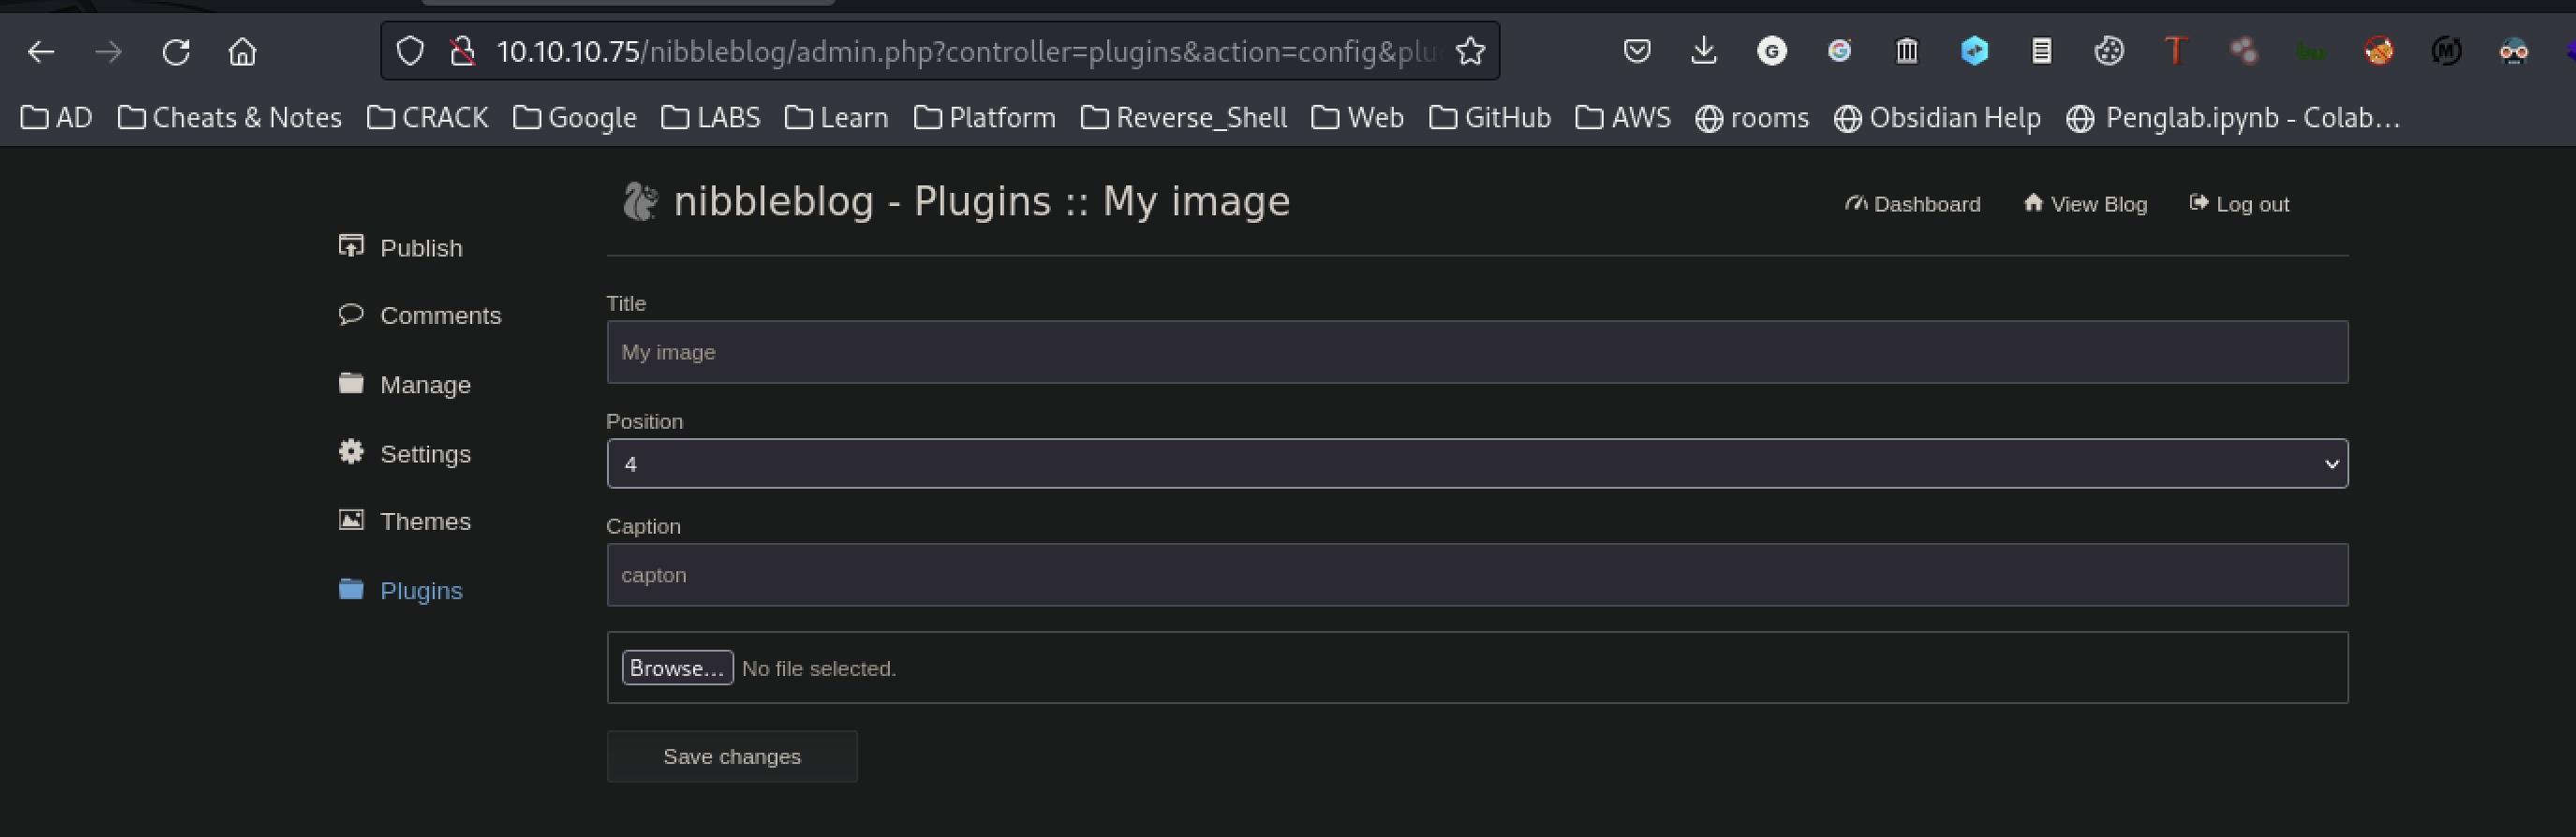 10.10.10.75/nibbleblog/admin.php?controller=plugins&action=config&plu
AD Cheats & Notes CRACK Google LABS Learn Platform Reverse_Shell Web GitHub AWS rooms Obsidian Help Penglab.ipynb - Colab…
nibbleblog - Plugins :: My image
Dashboard View Blog Log out
Publish
Comments
Manage
Settings
Themes
Plugins
Title
My image
Position
4
Caption
capton
Browse… No file selected.
Save changes